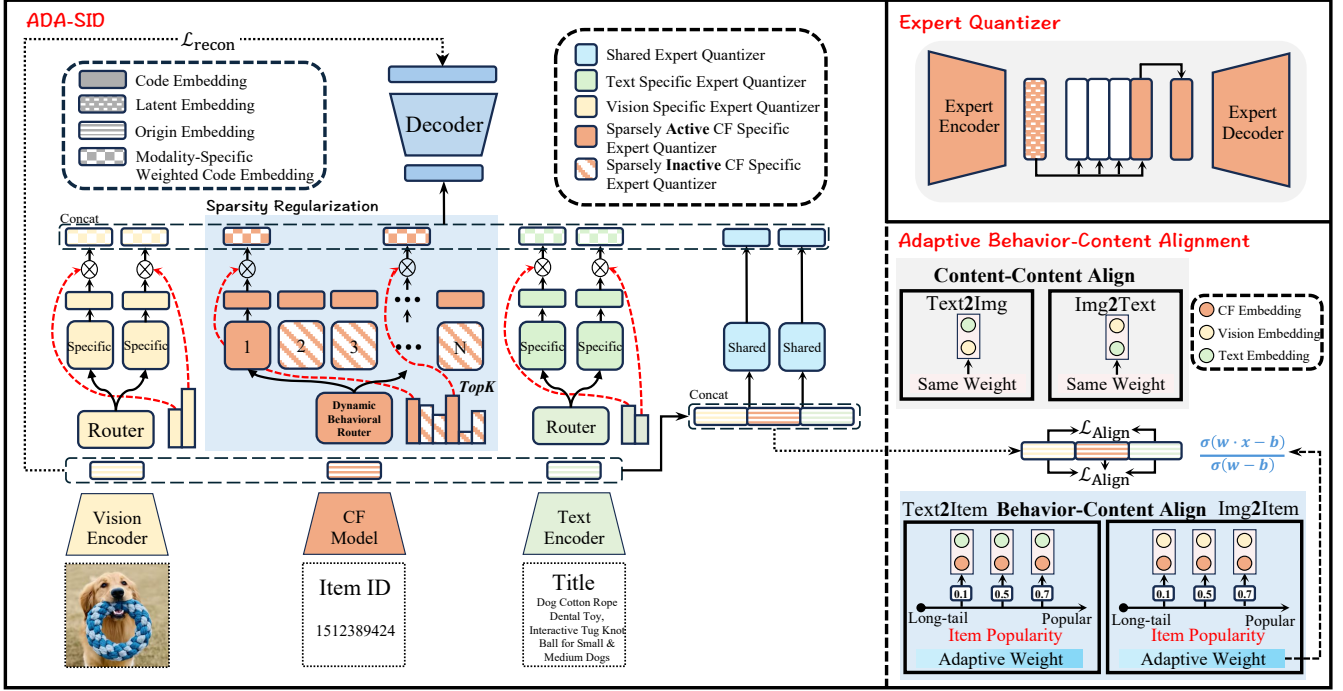 ADA-SID
ℒrecon
Code Embedding
Latent Embedding
Origin Embedding
Modality-Specific
Weighted Code Embedding
Decoder
Shared Expert Quantizer
Text Specific Expert Quantizer
Vision Specific Expert Quantizer
Sparsely Active CF Specific
Expert Quantizer
Sparsely Inactive CF Specific
Expert Quantizer
Sparsity Regularization
Concat
Specific
Specific
1
2
3
N
Specific
Specific
Shared
Shared
TopK
Router
Dynamic
Behavioral
Router
Router
Concat
Vision
Encoder
CF
Model
Text
Encoder
Item ID
1512389424
Title
Dog Cotton Rope
Dental Toy,
Interactive Tug Knot
Ball for Small &
Medium Dogs
Expert Quantizer
Expert
Encoder
Expert
Decoder
Adaptive Behavior-Content Alignment
Content-Content Align
Text2Img
Img2Text
Same Weight
Same Weight
CF Embedding
Vision Embedding
Text Embedding
ℒAlign
ℒAlign
σ(w · x − b)
σ(w − b)
Text2Item Behavior-Content Align Img2Item
0.1 0.5 0.7
Long-tail Popular
Item Popularity
Adaptive Weight
0.1 0.5 0.7
Long-tail Popular
Item Popularity
Adaptive Weight